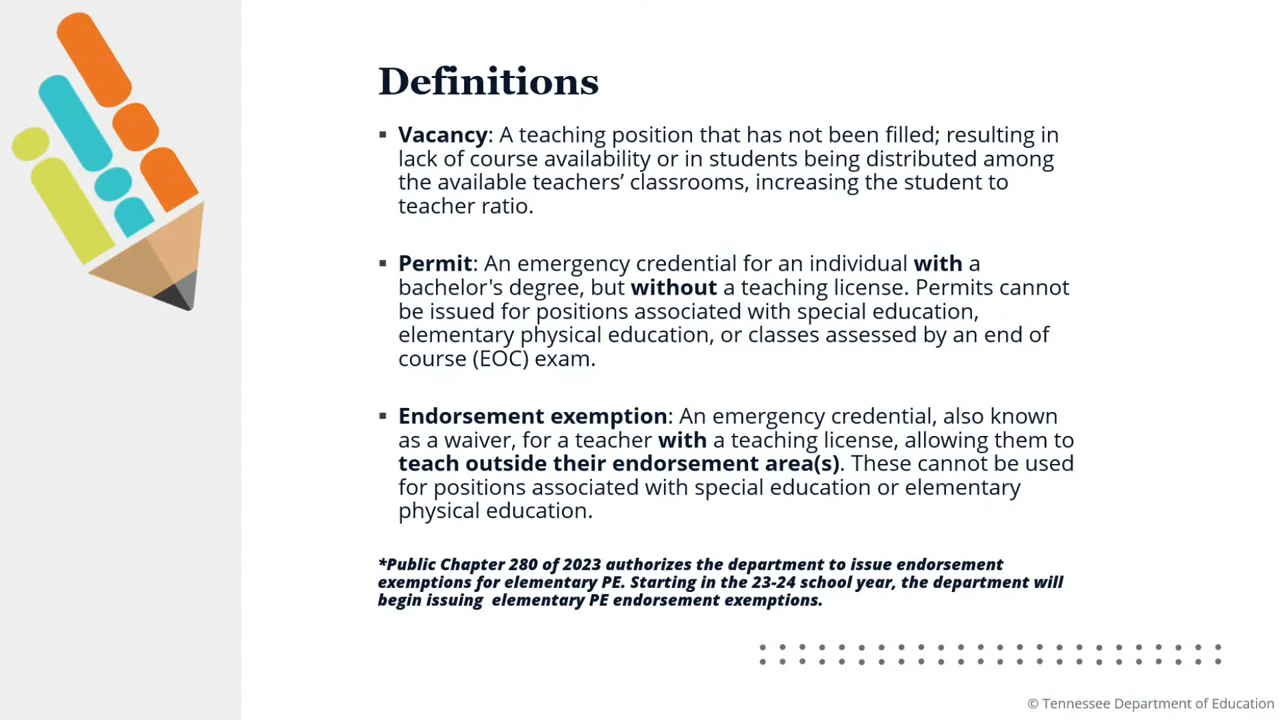 Definitions
▪ Vacancy: A teaching position that has not been filled; resulting in
lack of course availability or in students being distributed among
the available teachers’ classrooms, increasing the student to
teacher ratio.
▪ Permit: An emergency credential for an individual with a
bachelor's degree, but without a teaching license. Permits cannot
be issued for positions associated with special education,
elementary physical education, or classes assessed by an end of
course (EOC) exam.
▪ Endorsement exemption: An emergency credential, also known
as a waiver, for a teacher with a teaching license, allowing them to
teach outside their endorsement area(s). These cannot be used
for positions associated with special education or elementary
physical education.
*Public Chapter 280 of 2023 authorizes the department to issue endorsement
exemptions for elementary PE. Starting in the 23-24 school year, the department will
begin issuing elementary PE endorsement exemptions.
© Tennessee Department of Education